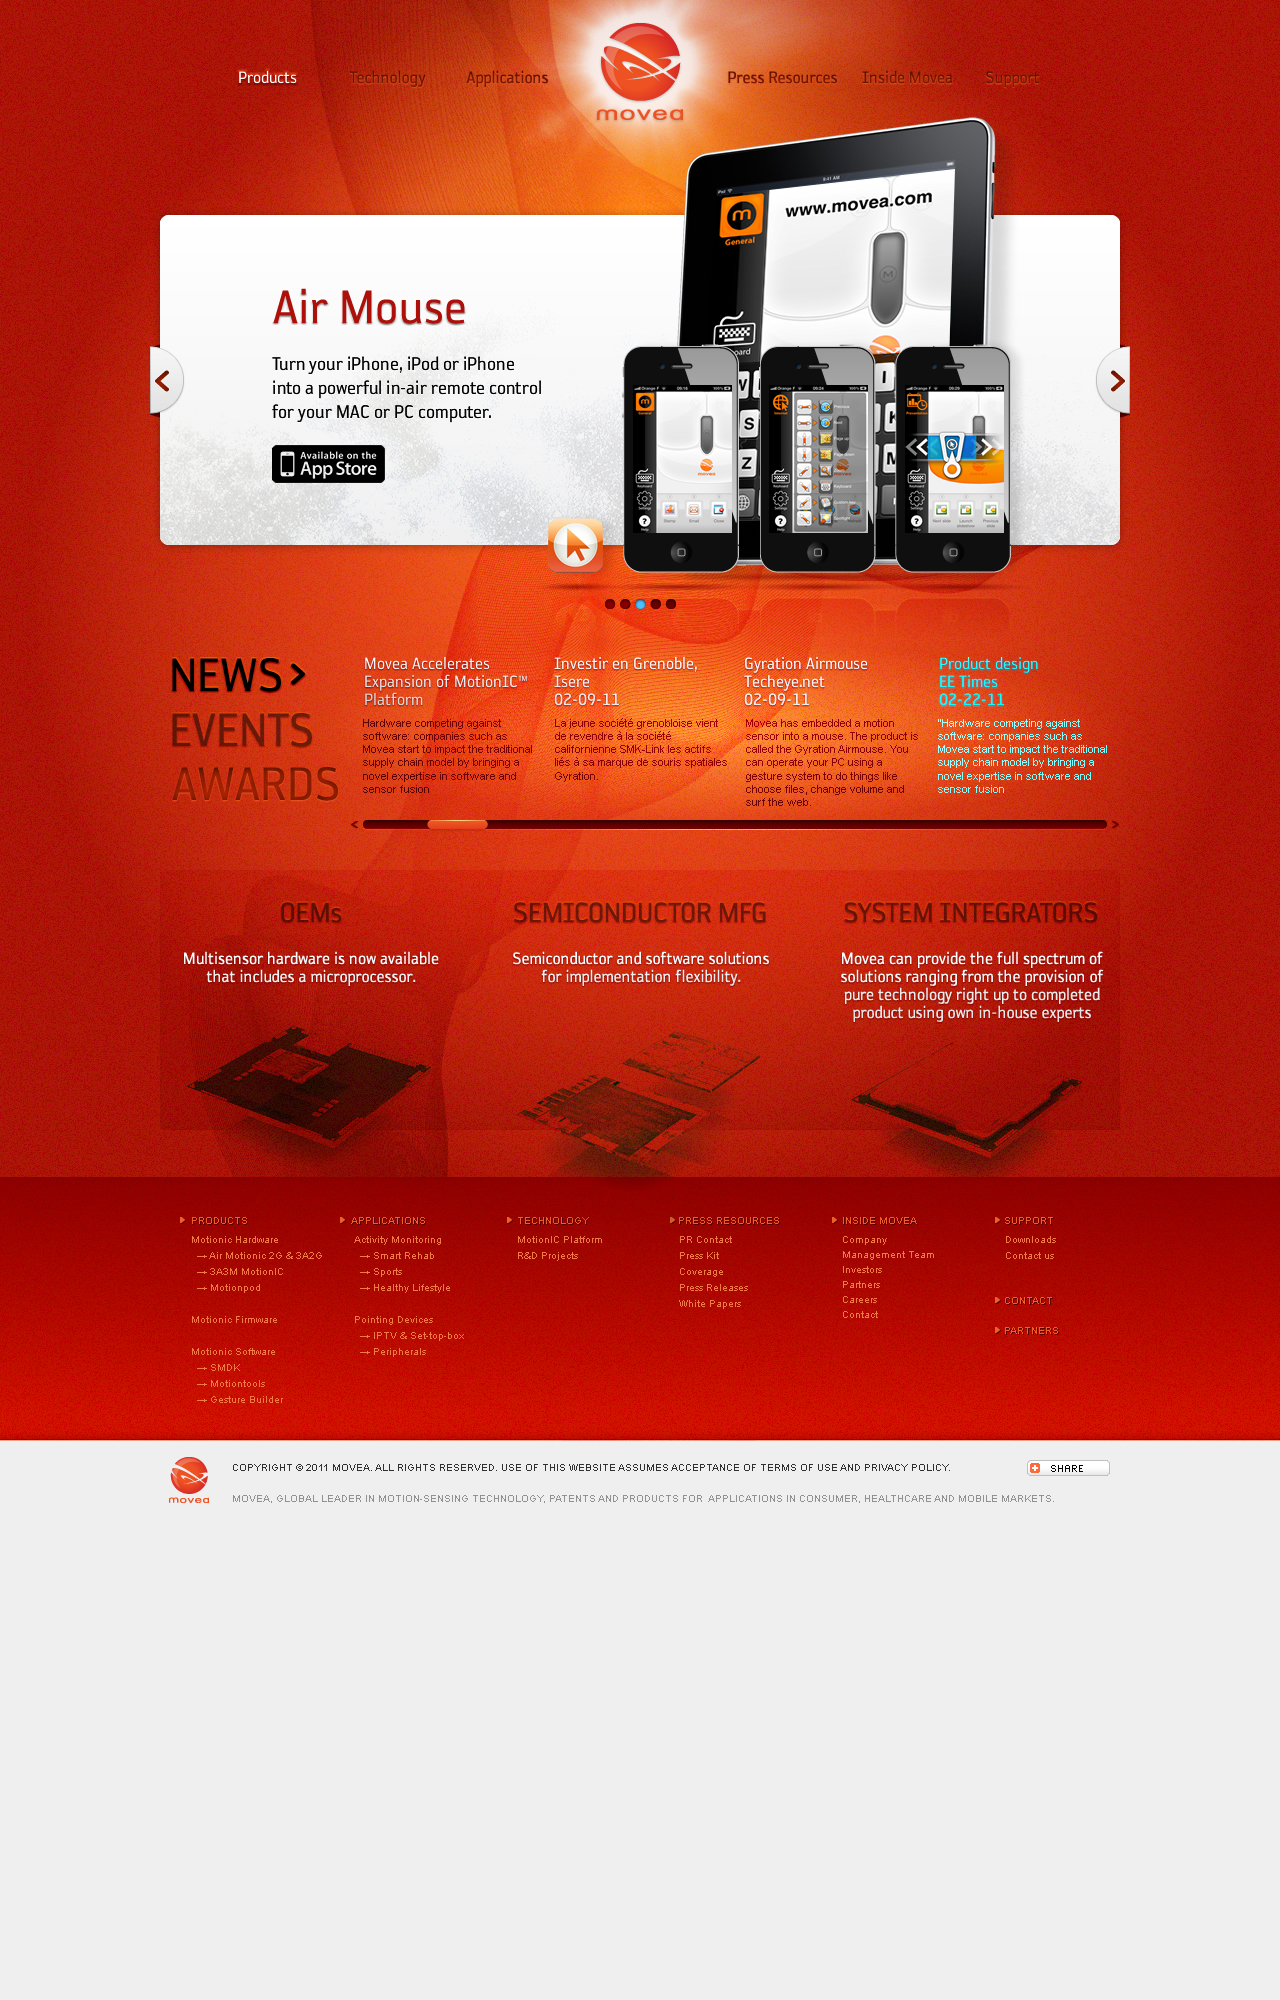 Products
Technology
Applications
movea
Press Resources
Inside Movea
Support
iPad
9:41 AM
General
www.movea.com
Air Mouse
Turn your iPhone, iPod or iPhone
into a powerful in-air remote control
for your MAC or PC computer.
Available on the
App Store
NEWS
EVENTS
AWARDS
Movea Accelerates
Expansion of MotionIC™
Platform
Hardware competing against
software: companies such as
Movea start to impact the traditional
supply chain model by bringing a
novel expertise in software and
sensor fusion
Investir en Grenoble,
Isere
02-09-11
La jeune société grenobloise vient
de revendre à la société
californienne SMK-Link les actifs
liés à sa marque de souris spatiales
Gyration.
Gyration Airmouse
Techeye.net
02-09-11
Movea has embedded a motion
sensor into a mouse. The product is
called the Gyration Airmouse. You
can operate your PC using a
gesture system to do things like
choose files, change volume and
surf the web.
Product design
EE Times
02-22-11
"Hardware competing against
software: companies such as
Movea start to impact the traditional
supply chain model by bringing a
novel expertise in software and
sensor fusion
OEMs
Multisensor hardware is now available
that includes a microprocessor.
SEMICONDUCTOR MFG
Semiconductor and software solutions
for implementation flexibility.
SYSTEM INTEGRATORS
Movea can provide the full spectrum of
solutions ranging from the provision of
pure technology right up to completed
product using own in-house experts
PRODUCTS
Motionic Hardware
Air Motionic 2G & 3A2G
3A3M MotionIC
Motionpod
Motionic Firmware
Motionic Software
SMDK
Motiontools
Gesture Builder
APPLICATIONS
Activity Monitoring
Smart Rehab
Sports
Healthy Lifestyle
Pointing Devices
IPTV & Set-top-box
Peripherals
TECHNOLOGY
MotionIC Platform
R&D Projects
PRESS RESOURCES
PR Contact
Press Kit
Coverage
Press Releases
White Papers
INSIDE MOVEA
Company
Management Team
Investors
Partners
Careers
Contact
SUPPORT
Downloads
Contact us
CONTACT
PARTNERS
movea
COPYRIGHT © 2011 MOVEA. ALL RIGHTS RESERVED. USE OF THIS WEBSITE ASSUMES ACCEPTANCE OF TERMS OF USE AND PRIVACY POLICY.
SHARE
MOVEA, GLOBAL LEADER IN MOTION-SENSING TECHNOLOGY, PATENTS AND PRODUCTS FOR APPLICATIONS IN CONSUMER, HEALTHCARE AND MOBILE MARKETS.